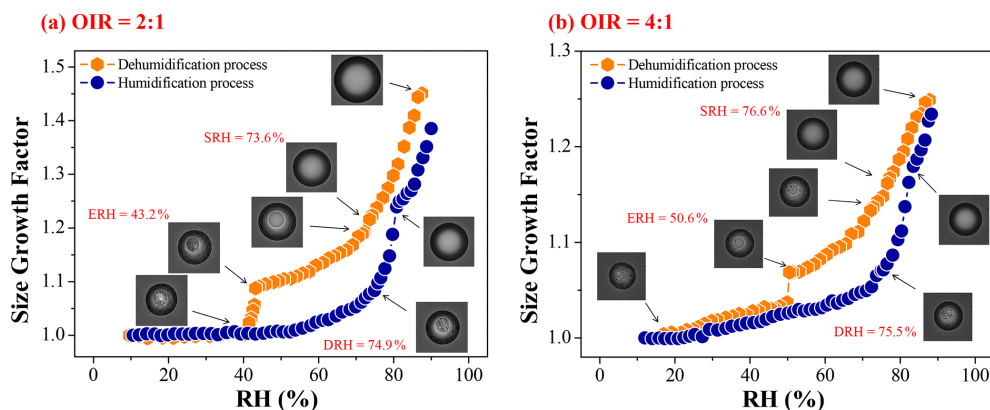 (a) OIR = 2:1
Size Growth Factor
1.5
1.4
1.3
1.2
1.1
1.0
Dehumidification process
Humidification process
SRH = 73.6%
ERH = 43.2%
DRH = 74.9%
0 20 40 60 80 100
RH (%)
(b) OIR = 4:1
Size Growth Factor
1.3
1.2
1.1
1.0
Dehumidification process
Humidification process
SRH = 76.6%
ERH = 50.6%
DRH = 75.5%
0 20 40 60 80 100
RH (%)